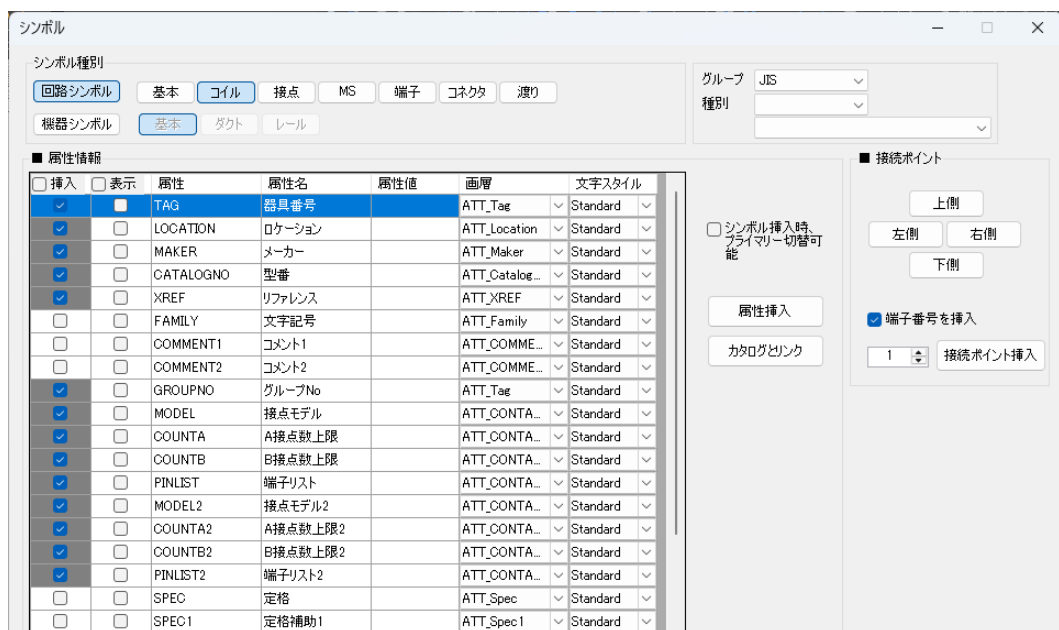 シンボル
シンボル種別
回路シンボル 基本 コイル 接点 MS 端子 コネクタ 渡り
機器シンボル 基本 ダクト レール
グループ JIS
種別
■ 属性情報
挿入 表示 属性 属性名 属性値 画層 文字スタイル
TAG 器具番号 ATT_Tag Standard
LOCATION ロケーション ATT_Location Standard
MAKER メーカー ATT_Maker Standard
CATALOGNO 型番 ATT_Catalog... Standard
XREF リファレンス ATT_XREF Standard
FAMILY 文字記号 ATT_Family Standard
COMMENT1 コメント1 ATT_COMME... Standard
COMMENT2 コメント2 ATT_COMME... Standard
GROUPNO グループNo ATT_Tag Standard
MODEL 接点モデル ATT_CONTA... Standard
COUNTA A接点数上限 ATT_CONTA... Standard
COUNTB B接点数上限 ATT_CONTA... Standard
PINLIST 端子リスト ATT_CONTA... Standard
MODEL2 接点モデル2 ATT_CONTA... Standard
COUNTA2 A接点数上限2 ATT_CONTA... Standard
COUNTB2 B接点数上限2 ATT_CONTA... Standard
PINLIST2 端子リスト2 ATT_CONTA... Standard
SPEC 定格 ATT_Spec Standard
SPEC1 定格補助1 ATT_Spec1 Standard
シンボル挿入時、
プライマリー切替可
能
属性挿入
カタログとリンク
■ 接続ポイント
上側
左側 右側
下側
端子番号を挿入
1 接続ポイント挿入